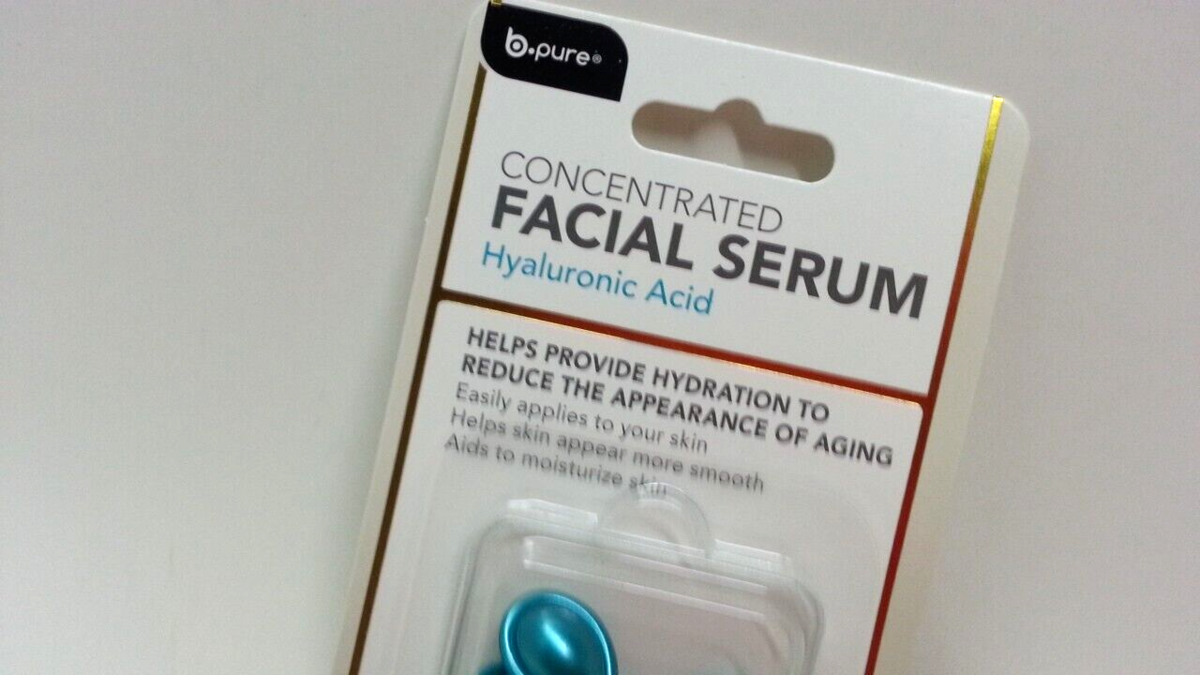 b.pure®
CONCENTRATED
FACIAL SERUM
Hyaluronic Acid
HELPS PROVIDE HYDRATION TO
REDUCE THE APPEARANCE OF AGING
Easily applies to your skin
Helps skin appear more smooth
Aids to moisturize skin